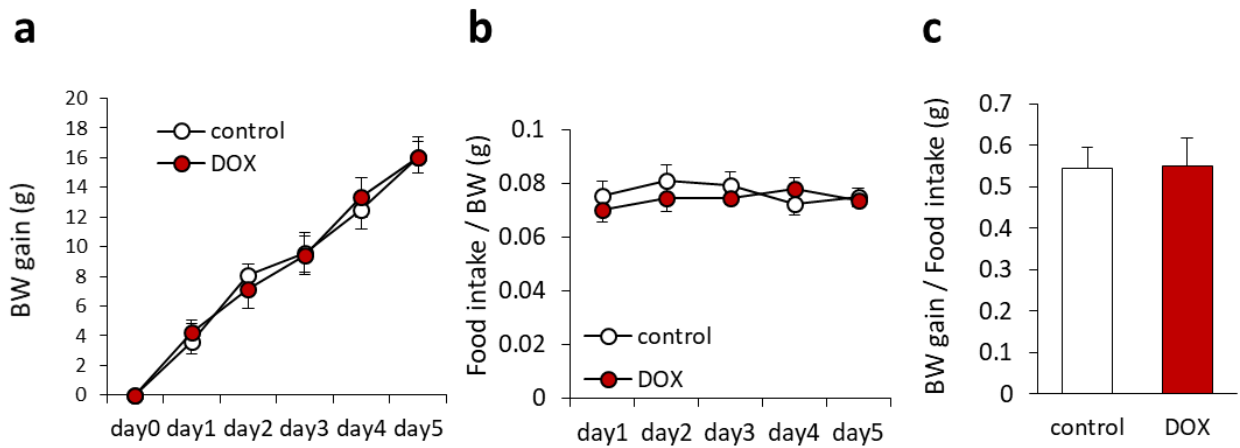 a
BW gain (g)
20
18
16
14
12
10
8
6
4
2
0
control
DOX
day0 day1 day2 day3 day4 day5
b
Food intake / BW (g)
0.1
0.08
0.06
0.04
0.02
0
control
DOX
day1 day2 day3 day4 day5
c
BW gain / Food intake (g)
0.7
0.6
0.5
0.4
0.3
0.2
0.1
0
control DOX